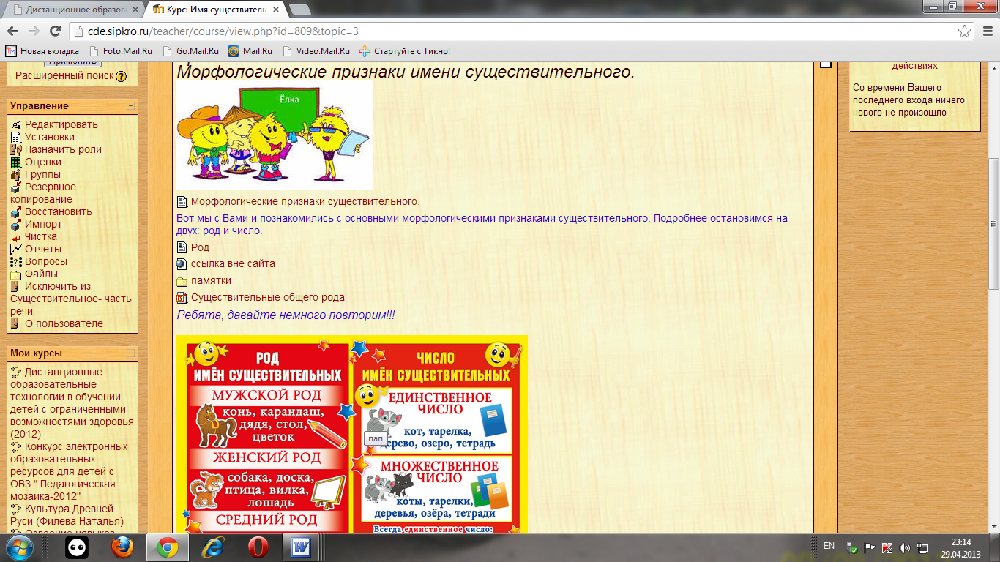 Дистанционное образова
Курс: Имя существитель
cde.sipkro.ru/teacher/course/view.php?id=809&topic=3
Новая вкладка
Foto.Mail.Ru
Go.Mail.Ru
Mail.Ru
Video.Mail.Ru
Стартуйте с Тикно!
Применить
Расширенный поиск
Управление
Редактировать
Установки
Назначить роли
Оценки
Группы
Резервное
копирование
Восстановить
Импорт
Чистка
Отчеты
Вопросы
Файлы
Исключить из
Существительное- часть
речи
О пользователе
Мои курсы
Дистанционные
образовательные
технологии в обучении
детей с ограниченными
возможностями здоровья
(2012)
Конкурс электронных
образовательных
ресурсов для детей с
ОВЗ " Педагогическая
мозаика-2012"
Культура Древней
Руси (Филева Наталья)
Морфологические признаки имени существительного.
Ёлка
Морфологические признаки существительного.
Вот мы с Вами и познакомились с основными морфологическими признаками существительного. Подробнее остановимся на
двух: род и число.
Род
ссылка вне сайта
памятки
Существительные общего рода
Ребята, давайте немного повторим!!!
РОД
ИМЁН СУЩЕСТВИТЕЛЬНЫХ
МУЖСКОЙ РОД
конь, карандаш,
дядя, стол,
цветок
ЖЕНСКИЙ РОД
собака, доска,
птица, вилка,
лошадь
СРЕДНИЙ РОД
ЧИСЛО
ИМЁН СУЩЕСТВИТЕЛЬНЫХ
ЕДИНСТВЕННОЕ
ЧИСЛО
кот, тарелка,
дерево, озеро, тетрадь
пап
МНОЖЕСТВЕННОЕ
ЧИСЛО
коты, тарелки,
деревья, озёра, тетради
Всегда единственное число:
действиях
Со времени Вашего
последнего входа ничего
нового не произошло
EN
23:14
29.04.2013